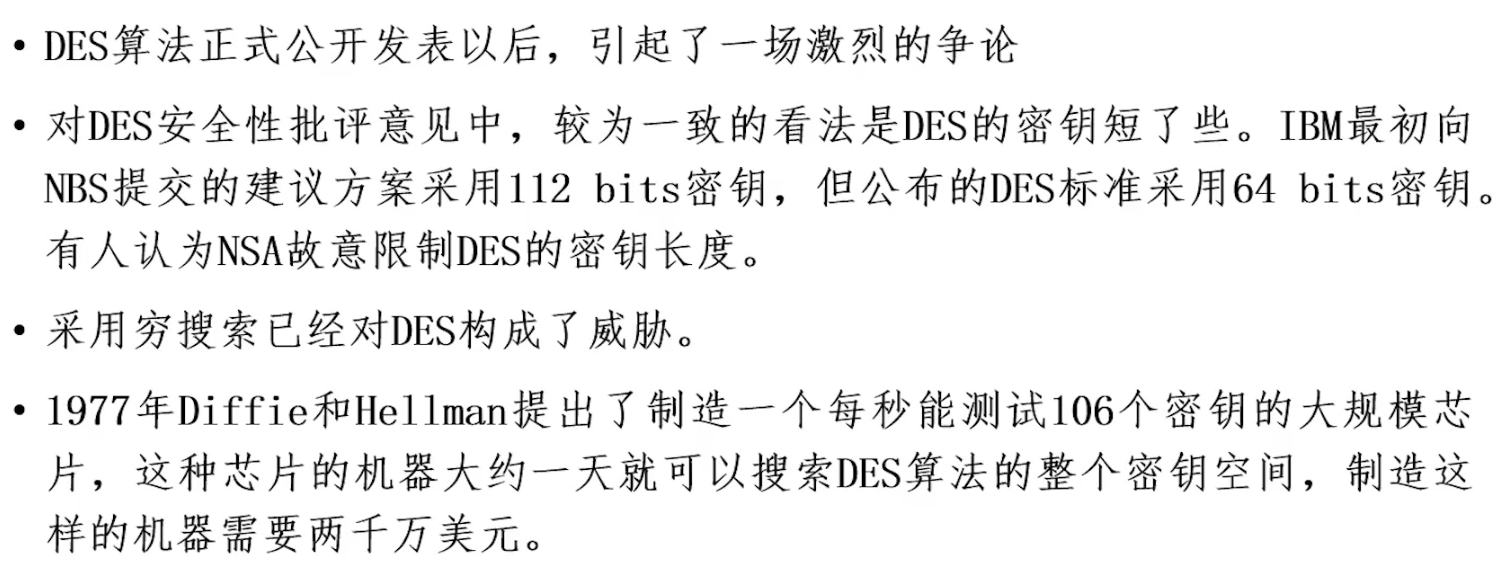 • DES算法正式公开发表以后，引起了一场激烈的争论
• 对DES安全性批评意见中，较为一致的看法是DES的密钥短了些。IBM最初向
NBS提交的建议方案采用112 bits密钥，但公布的DES标准采用64 bits密钥。
有人认为NSA故意限制DES的密钥长度。
• 采用穷搜索已经对DES构成了威胁。
• 1977年Diffie和Hellman提出了制造一个每秒能测试106个密钥的大规模芯
片，这种芯片的机器大约一天就可以搜索DES算法的整个密钥空间，制造这
样的机器需要两千万美元。